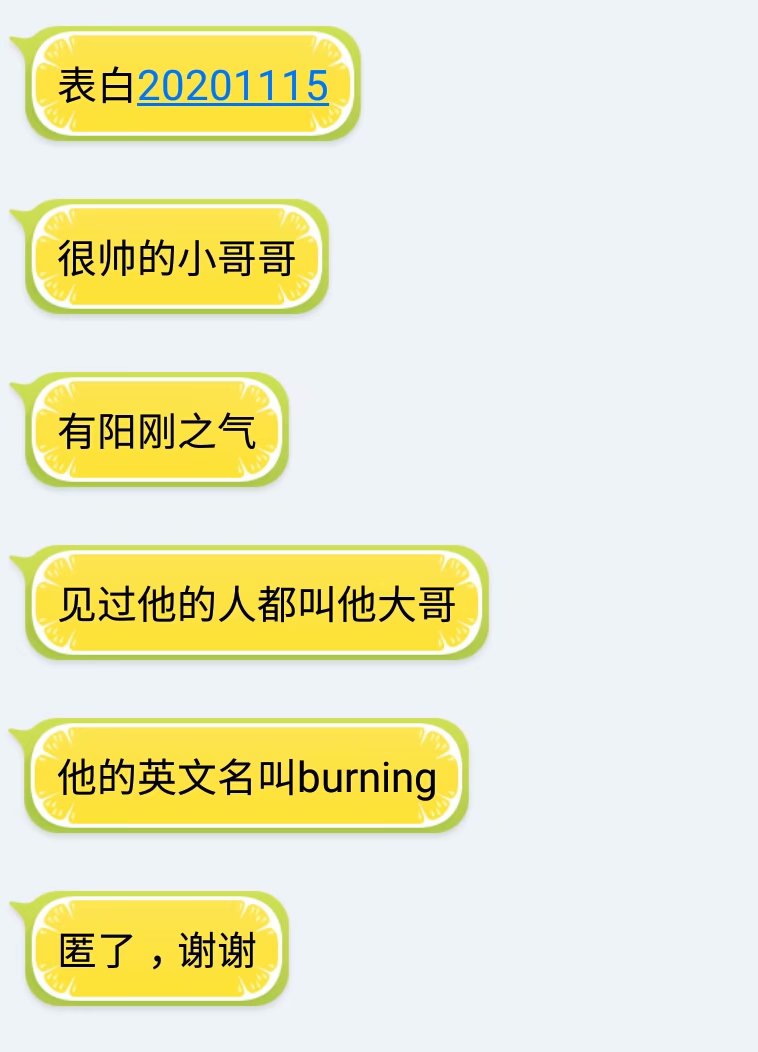 表白20201115
很帅的小哥哥
有阳刚之气
见过他的人都叫他大哥
他的英文名叫burning
匿了，谢谢